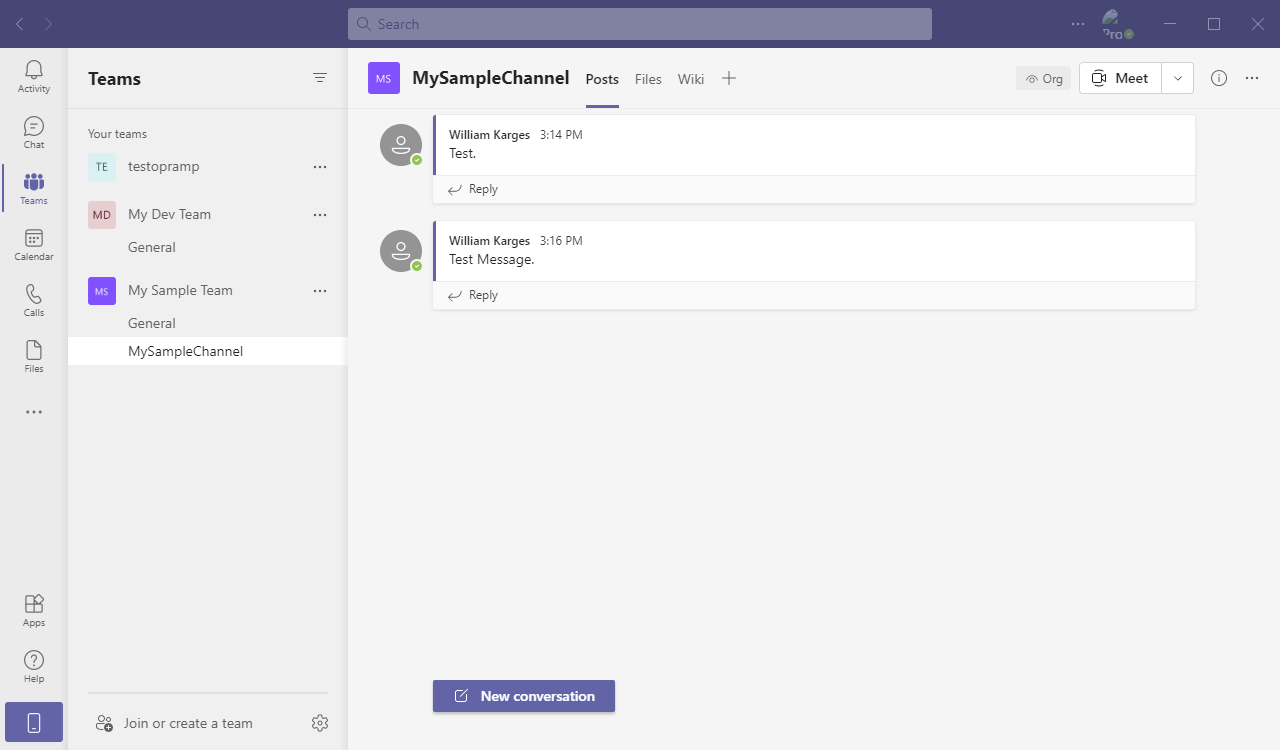 Search
Pro
Activity
Chat
Teams
Calendar
Calls
Files
Apps
Help
Teams
Your teams
TE testopramp
MD My Dev Team
General
MS My Sample Team
General
MySampleChannel
Join or create a team
MS MySampleChannel Posts Files Wiki Org Meet
William Karges 3:14 PM
Test.
Reply
William Karges 3:16 PM
Test Message.
Reply
New conversation